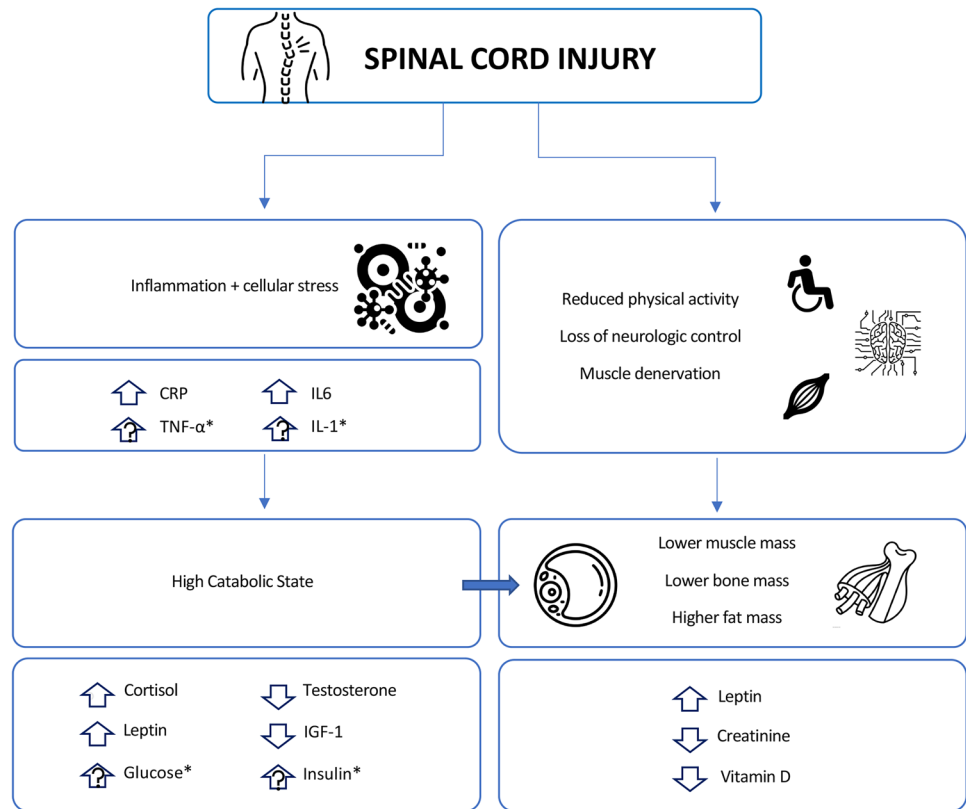 SPINAL CORD INJURY
Inflammation + cellular stress
CRP
IL6
? TNF-α*
? IL-1*
Reduced physical activity
Loss of neurologic control
Muscle denervation
High Catabolic State
Lower muscle mass
Lower bone mass
Higher fat mass
Cortisol
Testosterone
Leptin
IGF-1
? Glucose*
? Insulin*
Leptin
Creatinine
Vitamin D